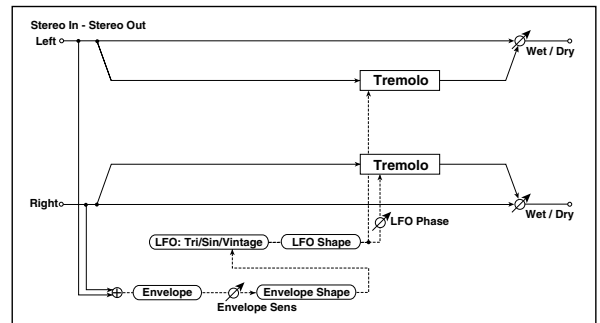 Stereo In - Stereo Out
Left
Wet / Dry
Tremolo
Tremolo
Right
LFO Phase
Wet / Dry
LFO: Tri/Sin/Vintage
LFO Shape
Envelope
Envelope Shape
Envelope Sens